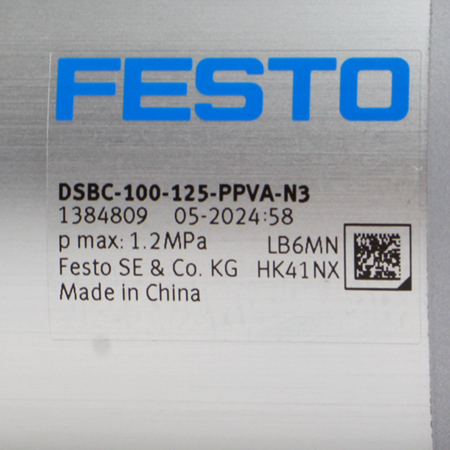 FESTO
DSBC-100-125-PPVA-N3
1384809 05-2024:58
p max: 1.2MPa LB6MN
Festo SE & Co. KG HK41NX
Made in China